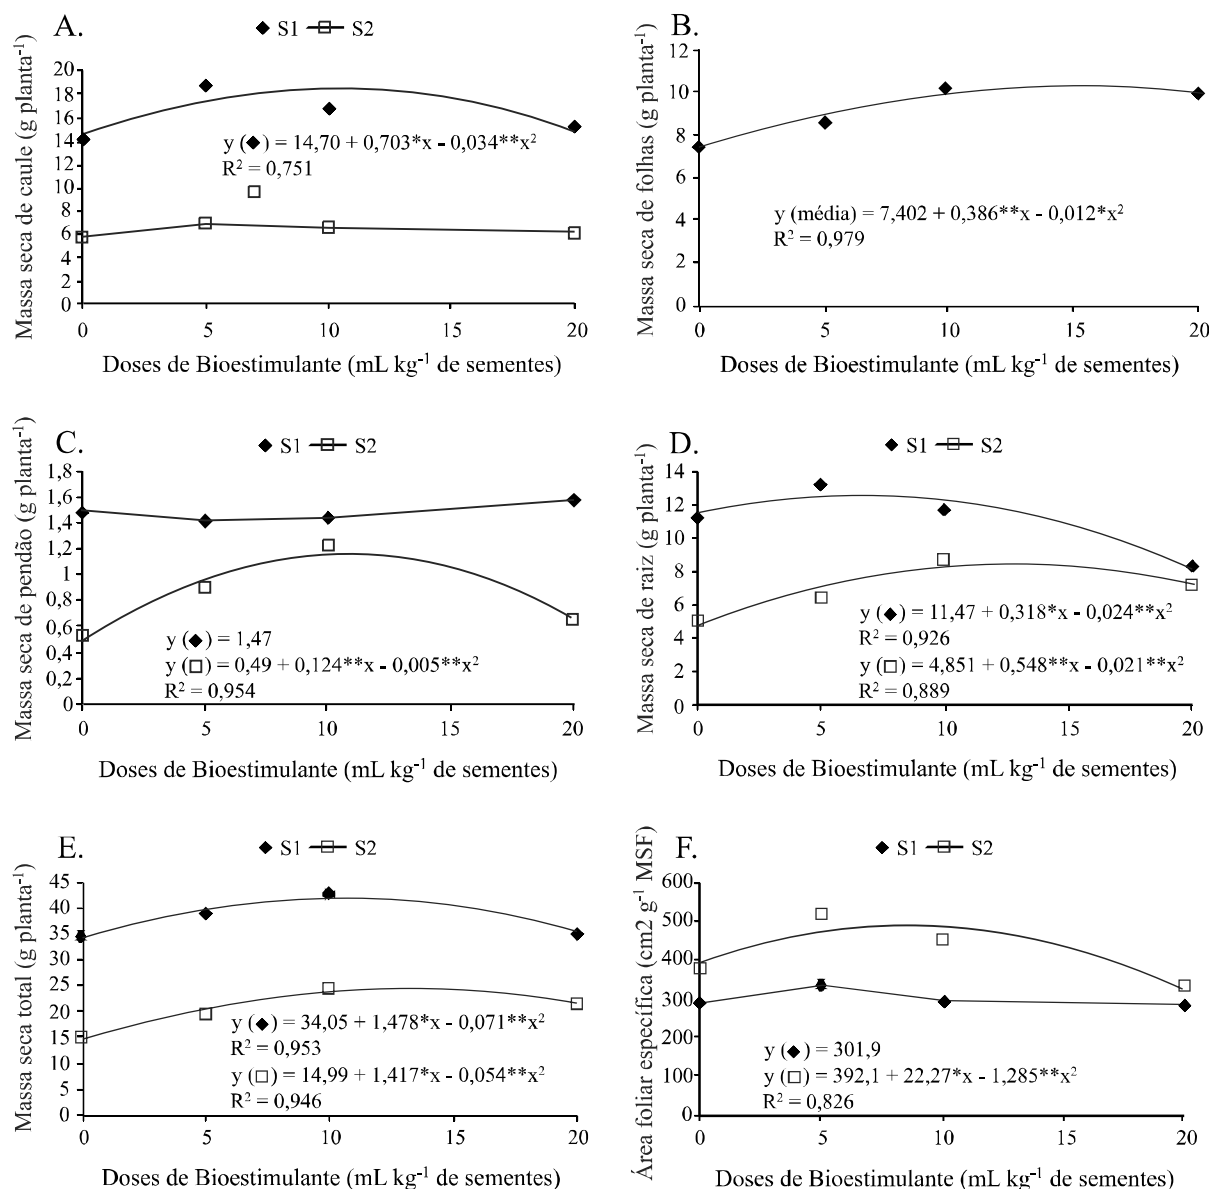 A.
S1 S2
Massa seca de caule (g planta-1)
20
18
16
14
12
10
8
6
4
2
0
y (◆) = 14,70 + 0,703*x - 0,034**x²
R² = 0,751
0 5 10 15 20
Doses de Bioestimulante (mL kg-1 de sementes)
B.
Massa seca de folhas (g planta-1)
12
10
8
6
4
2
0
y (média) = 7,402 + 0,386**x - 0,012*x²
R² = 0,979
0 5 10 15 20
Doses de Bioestimulante (mL kg-1 de sementes)
C.
S1 S2
Massa seca de pendão (g planta-1)
1,8
1,6
1,4
1,2
1
0,8
0,6
0,4
0,2
0
y (◆) = 1,47
y (□) = 0,49 + 0,124**x - 0,005**x²
R² = 0,954
0 5 10 15 20
Doses de Bioestimulante (mL kg-1 de sementes)
D.
S1 S2
Massa seca de raiz (g planta-1)
14
12
10
8
6
4
2
0
y (◆) = 11,47 + 0,318*x - 0,024**x²
R² = 0,926
y (□) = 4,851 + 0,548**x - 0,021**x²
R² = 0,889
0 5 10 15 20
Doses de Bioestimulante (mL kg-1 de sementes)
E.
S1 S2
Massa seca total (g planta-1)
45
40
35
30
25
20
15
10
5
0
y (◆) = 34,05 + 1,478*x - 0,071**x²
R² = 0,953
y (□) = 14,99 + 1,417*x - 0,054**x²
R² = 0,946
0 5 10 15 20
Doses de Bioestimulante (mL kg-1 de sementes)
F.
S1 S2
Área foliar específica (cm2 g-1 MSF)
600
500
400
300
200
100
0
y (◆) = 301,9
y (□) = 392,1 + 22,27*x - 1,285**x²
R² = 0,826
0 5 10 15 20
Doses de Bioestimulante (mL kg-1 de sementes)